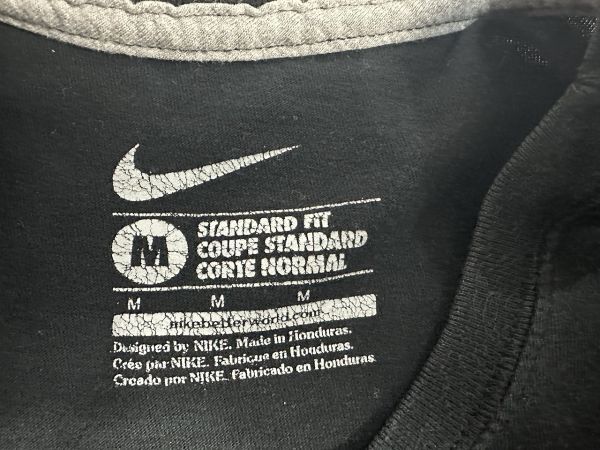 M
STANDARD FIT
COUPE STANDARD
CORTE NORMAL
M M M
nikebetterworld.com
Designed by NIKE. Made in Honduras.
Crée par NIKE. Fabrique en Honduras.
Creado por NIKE. Fabricado en Honduras.